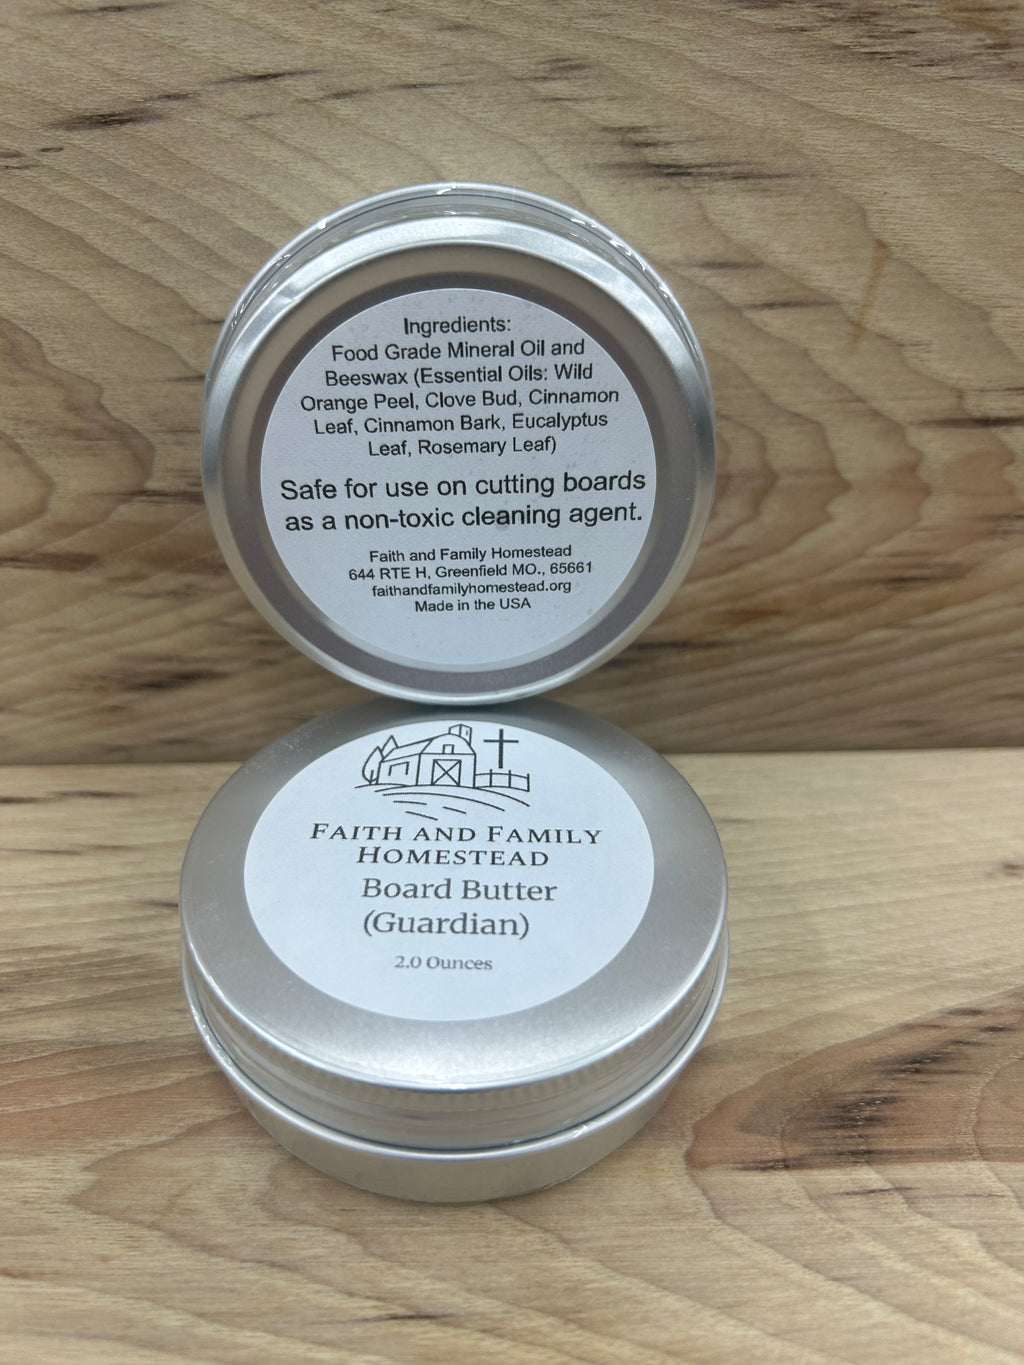 Ingredients:
Food Grade Mineral Oil and
Beeswax (Essential Oils: Wild
Orange Peel, Clove Bud, Cinnamon
Leaf, Cinnamon Bark, Eucalyptus
Leaf, Rosemary Leaf)
Safe for use on cutting boards
as a non-toxic cleaning agent.
Faith and Family Homestead
644 RTE H, Greenfield MO., 65661
faithandfamilyhomestead.org
Made in the USA
FAITH AND FAMILY
HOMESTEAD
Board Butter
(Guardian)
2.0 Ounces